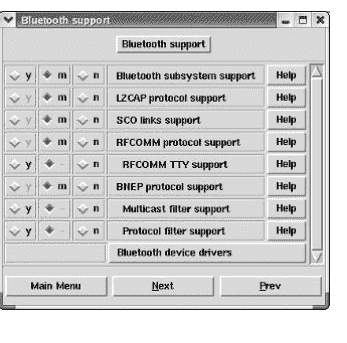 Bluetooth support
Bluetooth support
y m n Bluetooth subsystem support Help
y m n L2CAP protocol support Help
y m n SCO links support Help
y m n RFCOMM protocol support Help
y - n RFCOMM TTY support Help
y m n BNEP protocol support Help
y - n Multicast filter support Help
y - n Protocol filter support Help
Bluetooth device drivers
Main Menu Next Prev